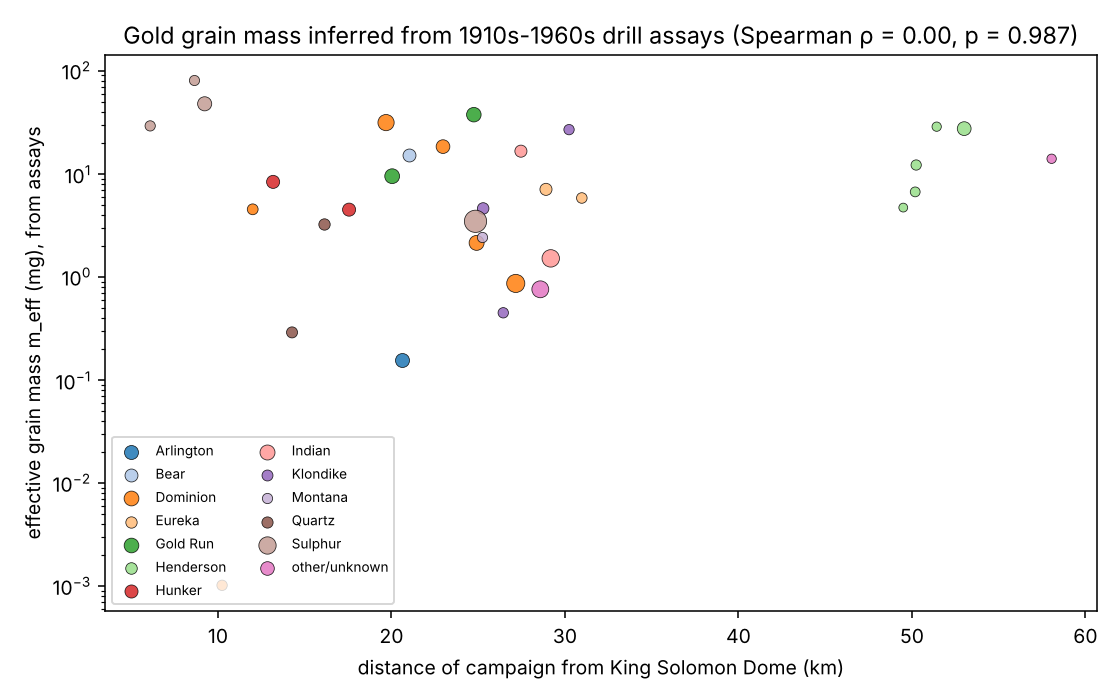 Gold grain mass inferred from 1910s-1960s drill assays (Spearman ρ = 0.00, p = 0.987)
effective grain mass m_eff (mg), from assays
10²
10¹
10⁰
10⁻¹
10⁻²
10⁻³
Arlington
Bear
Dominion
Eureka
Gold Run
Henderson
Hunker
Indian
Klondike
Montana
Quartz
Sulphur
other/unknown
10 20 30 40 50 60
distance of campaign from King Solomon Dome (km)